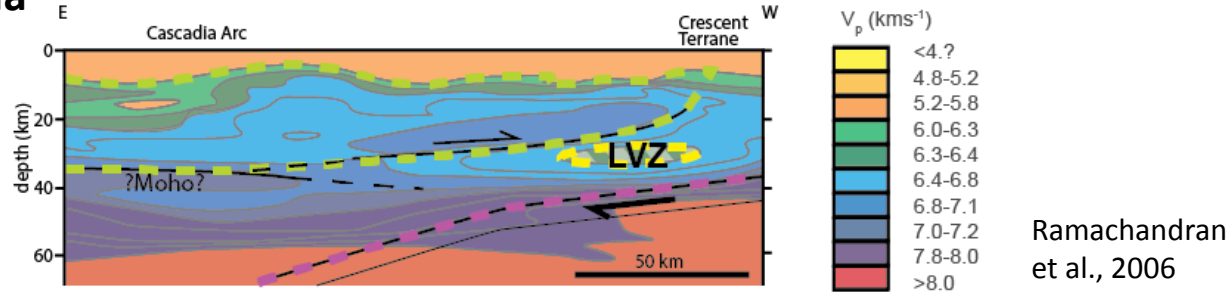 na
E
W
Cascadia Arc
Crescent
Terrane
0
20
40
60
depth (km)
?Moho?
LVZ
50 km
Vp (kms-1)
<4.?
4.8-5.2
5.2-5.8
6.0-6.3
6.3-6.4
6.4-6.8
6.8-7.1
7.0-7.2
7.8-8.0
>8.0
Ramachandran
et al., 2006